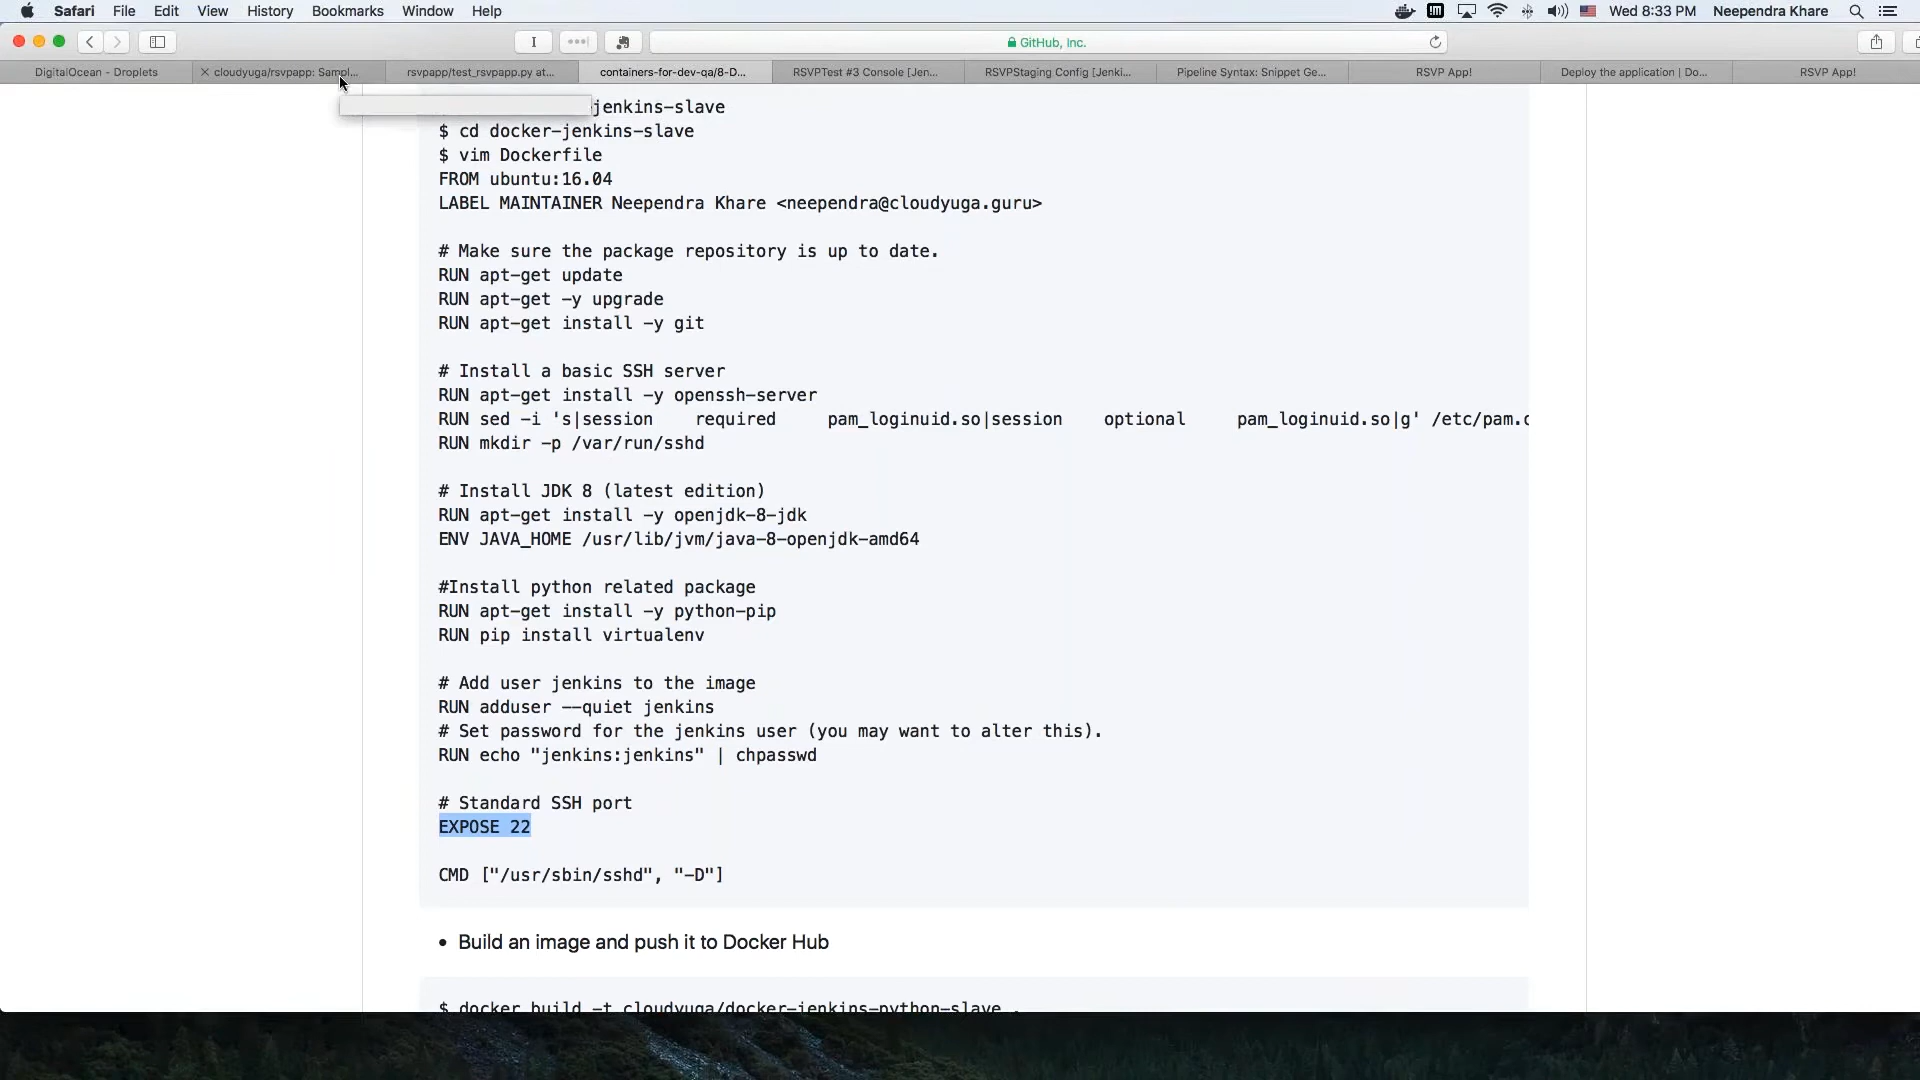 Safari File Edit View History Bookmarks Window Help Wed 8:33 PM Neependra Khare
GitHub, Inc.
DigitalOcean - Droplets
cloudyuga/rsvpapp: Sampl...
rsvpapp/test_rsvpapp.py at...
containers-for-dev-qa/8-D...
RSVPTest #3 Console [Jen...
RSVPStaging Config [Jenki...
Pipeline Syntax: Snippet Ge...
RSVP App!
Deploy the application | Do...
RSVP App!
jenkins-slave
$ cd docker-jenkins-slave
$ vim Dockerfile
FROM ubuntu:16.04
LABEL MAINTAINER Neependra Khare <neependra@cloudyuga.guru>
# Make sure the package repository is up to date.
RUN apt-get update
RUN apt-get -y upgrade
RUN apt-get install -y git
# Install a basic SSH server
RUN apt-get install -y openssh-server
RUN sed -i 's|session    required     pam_loginuid.so|session    optional     pam_loginuid.so|g' /etc/pam.d
RUN mkdir -p /var/run/sshd
# Install JDK 8 (latest edition)
RUN apt-get install -y openjdk-8-jdk
ENV JAVA_HOME /usr/lib/jvm/java-8-openjdk-amd64
#Install python related package
RUN apt-get install -y python-pip
RUN pip install virtualenv
# Add user jenkins to the image
RUN adduser --quiet jenkins
# Set password for the jenkins user (you may want to alter this).
RUN echo "jenkins:jenkins" | chpasswd
# Standard SSH port
EXPOSE 22
CMD ["/usr/sbin/sshd", "-D"]
• Build an image and push it to Docker Hub
$ docker build -t cloudyuga/docker-jenkins-python-slave .